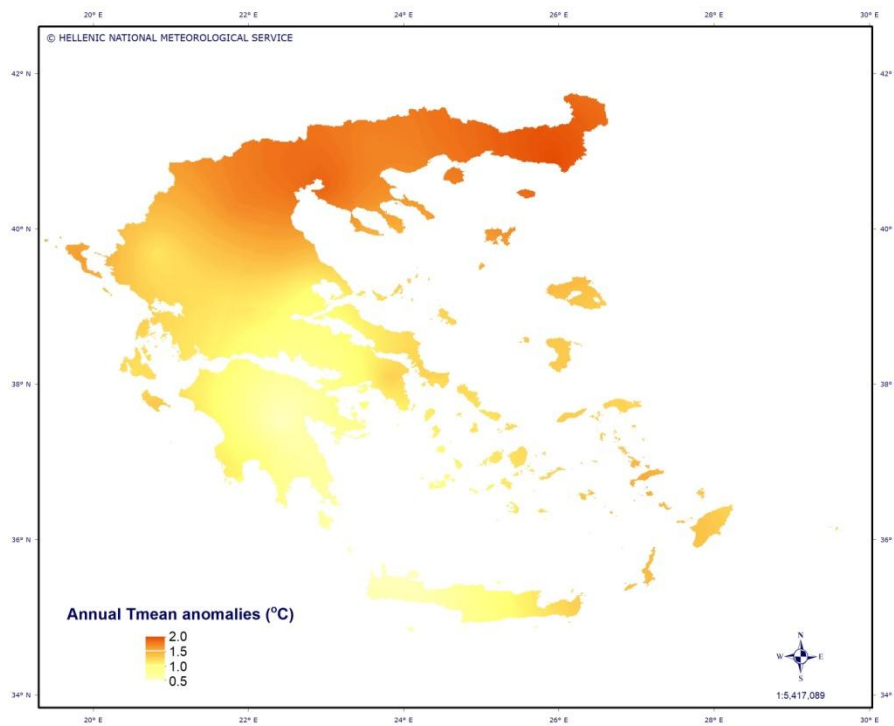 20° E 22° E 24° E 26° E 28° E 30° E
© HELLENIC NATIONAL METEOROLOGICAL SERVICE
42° N 42° N
40° N 40° N
38° N 38° N
36° N 36° N
Annual Tmean anomalies (°C)
2.0
1.5
1.0
0.5
N
W E
S
1:5,417,089
34° N 34° N
20° E 22° E 24° E 26° E 28° E 30° E